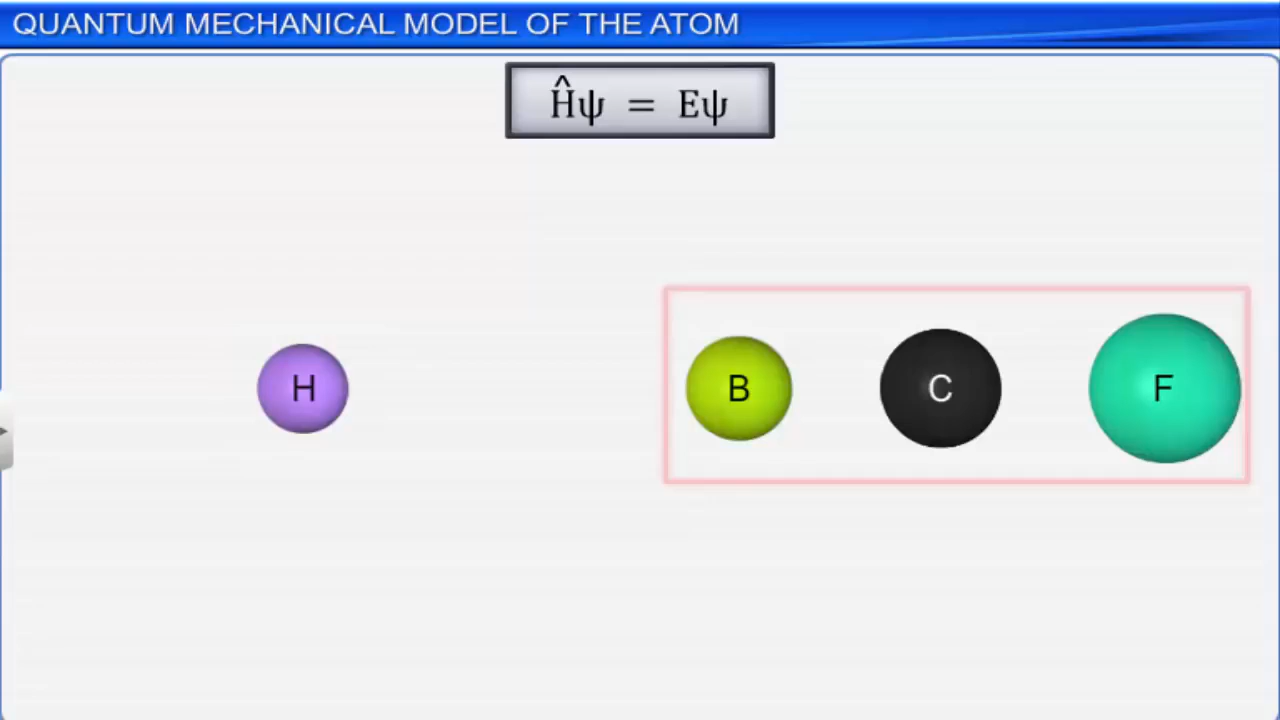 QUANTUM MECHANICAL MODEL OF THE ATOM
Ĥψ = Eψ
H B C F